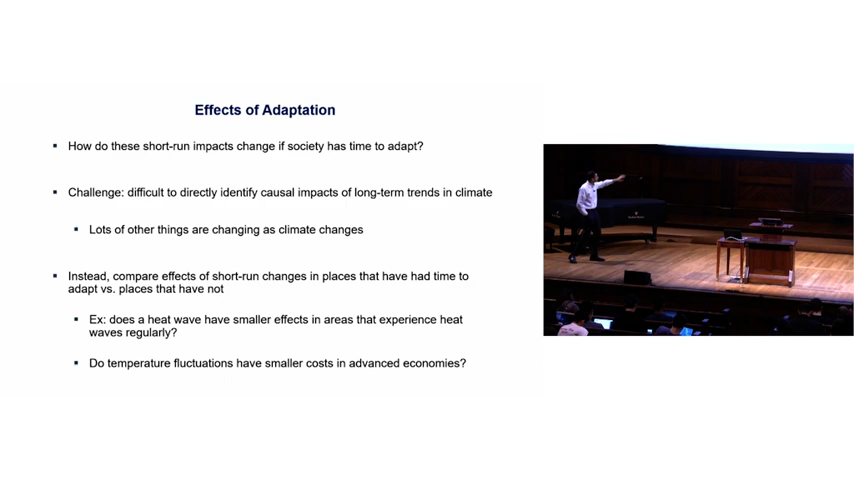 Effects of Adaptation
▪ How do these short-run impacts change if society has time to adapt?
▪ Challenge: difficult to directly identify causal impacts of long-term trends in climate
▪ Lots of other things are changing as climate changes
▪ Instead, compare effects of short-run changes in places that have had time to
adapt vs. places that have not
▪ Ex: does a heat wave have smaller effects in areas that experience heat
waves regularly?
▪ Do temperature fluctuations have smaller costs in advanced economies?